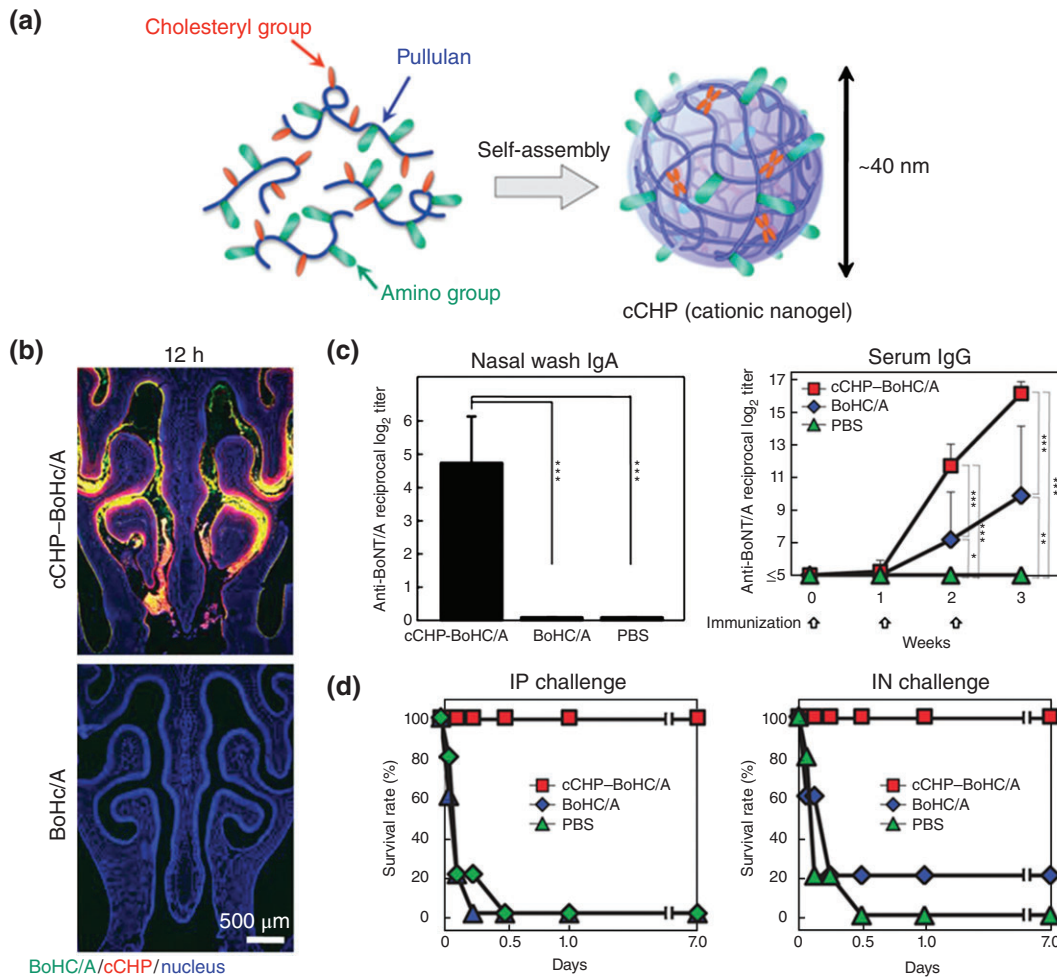 (a)
Cholesteryl group
Pullulan
Amino group
Self-assembly
~40 nm
cCHP (cationic nanogel)
(b)
12 h
cCHP–BoHc/A
BoHc/A
500 μm
BoHC/A/cCHP/nucleus
(c)
Nasal wash IgA
Anti-BoNT/A reciprocal log₂ titer
6
5
4
3
2
1
0
***
***
cCHP-BoHC/A
BoHC/A
PBS
Serum IgG
Anti-BoNT/A reciprocal log₂ titer
17
15
13
11
9
7
≤5
cCHP–BoHC/A
BoHC/A
PBS
***
***
*
***
***
**
0
1
2
3
Immunization
Weeks
(d)
IP challenge
Survival rate (%)
100
80
60
40
20
0
cCHP–BoHC/A
BoHC/A
PBS
0
0.5
1.0
7.0
Days
IN challenge
Survival rate (%)
100
80
60
40
20
0
cCHP–BoHC/A
BoHC/A
PBS
0
0.5
1.0
7.0
Days